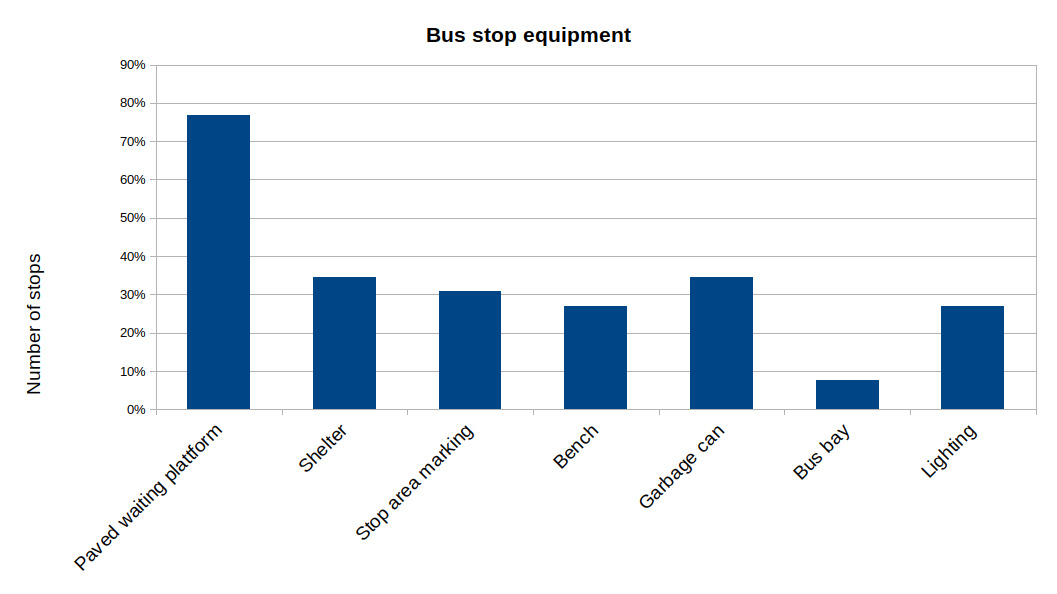 Bus stop equipment
90%
80%
70%
60%
50%
40%
30%
20%
10%
0%
Number of stops
Paved waiting plattform
Shelter
Stop area marking
Bench
Garbage can
Bus bay
Lighting